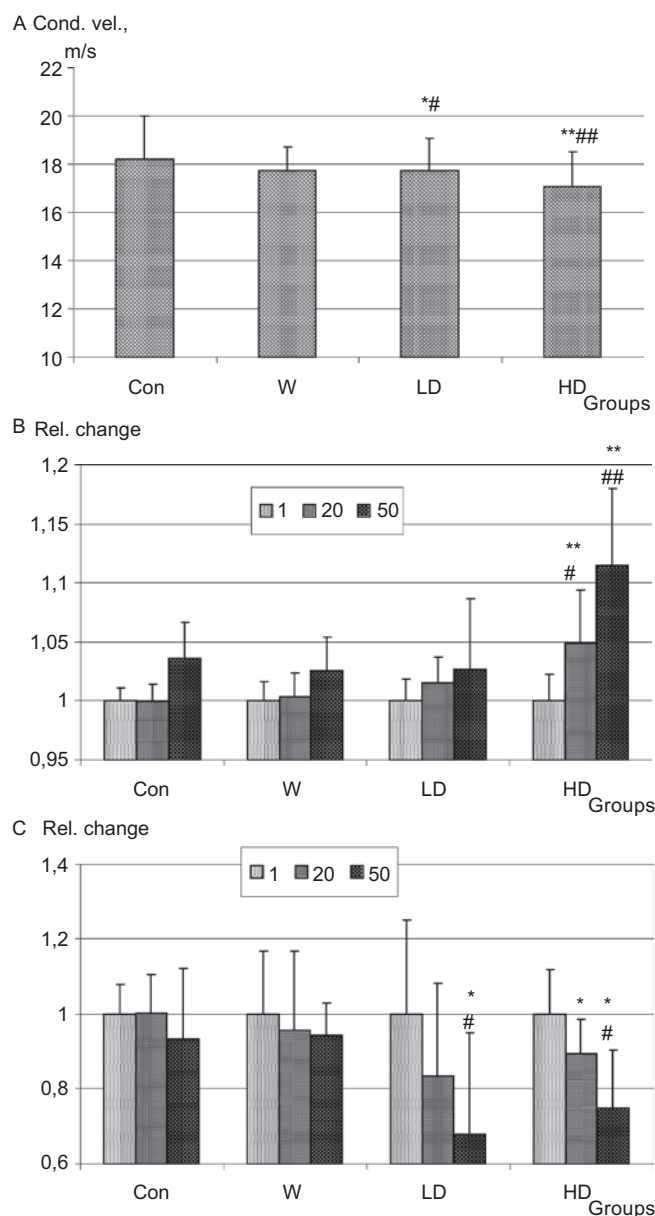 A Cond. vel.,
m/s
22
20
18
16
14
12
10
*#
**##
Con W LD HD
Groups
B Rel. change
1,2
1,15
1,1
1,05
1
0,95
1 20 50
**
#
**
##
Con W LD HD
Groups
C Rel. change
1,4
1,2
1
0,8
0,6
1 20 50
*
#
*
*
#
Con W LD HD
Groups